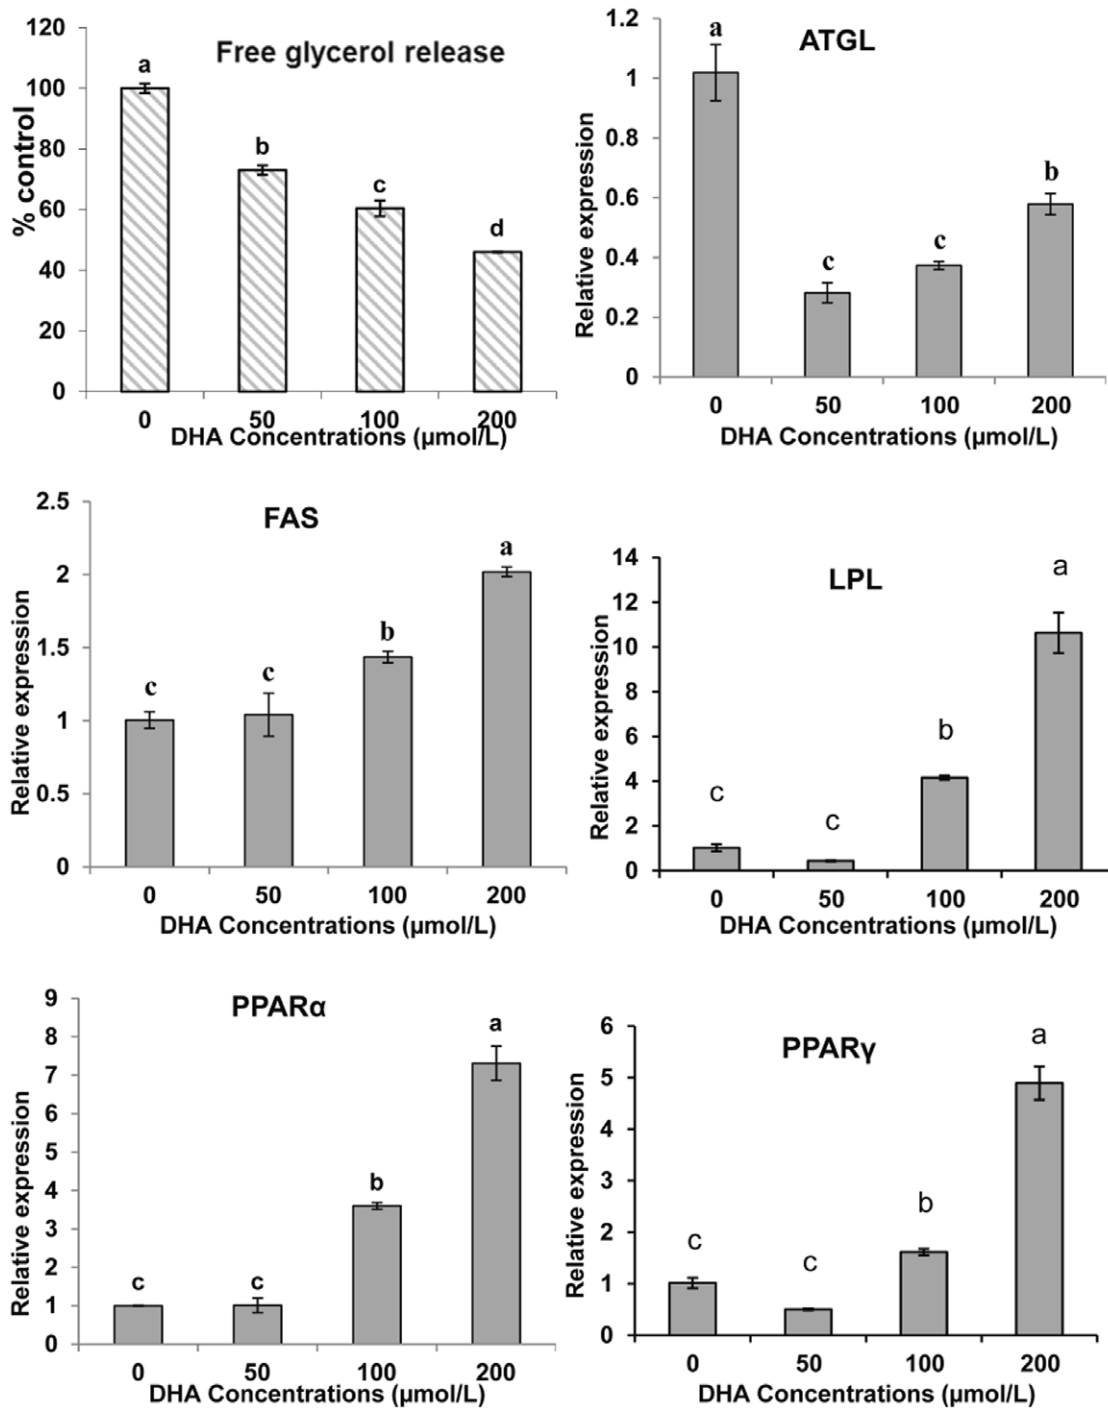 Free glycerol release
% control
120
100
80
60
40
20
0
a
b
c
d
0 50 100 200
DHA Concentrations (µmol/L)
ATGL
Relative expression
1.2
1
0.8
0.6
0.4
0.2
0
a
c
c
b
0 50 100 200
DHA Concentrations (µmol/L)
FAS
Relative expression
2.5
2
1.5
1
0.5
0
c
c
b
a
0 50 100 200
DHA Concentrations (µmol/L)
LPL
Relative expression
14
12
10
8
6
4
2
0
c
c
b
a
0 50 100 200
DHA Concentrations (µmol/L)
PPARα
Relative expression
9
8
7
6
5
4
3
2
1
0
c
c
b
a
0 50 100 200
DHA Concentrations (µmol/L)
PPARγ
Relative expression
6
5
4
3
2
1
0
c
c
b
a
0 50 100 200
DHA Concentrations (µmol/L)